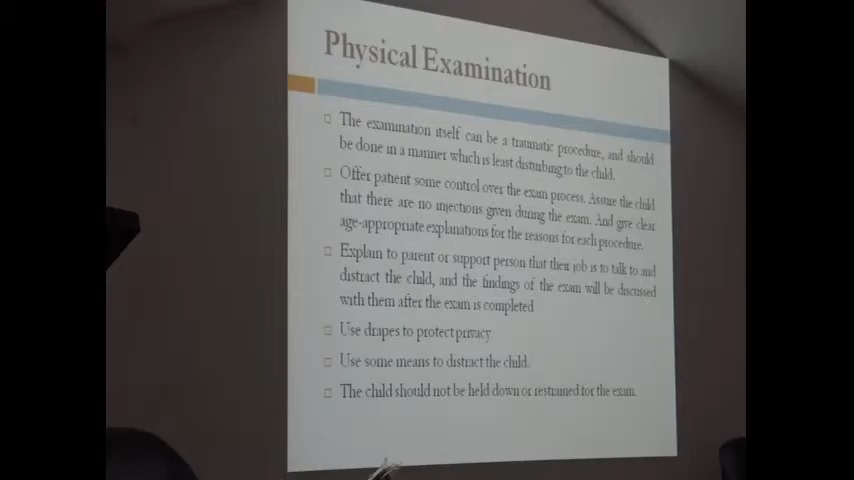 Physical Examination
The examination itself can be a traumatic procedure, and should
be done in a manner which is least disturbing to the child.
Offer patient some control over the exam process. Assure the child
that there are no injections given during the exam. And give clear
age-appropriate explanations for the reasons for each procedure.
Explain to parent or support person that their job is to talk to and
distract the child, and the findings of the exam will be discussed
with them after the exam is completed
Use drapes to protect privacy
Use some means to distract the child.
The child should not be held down or restrained for the exam.